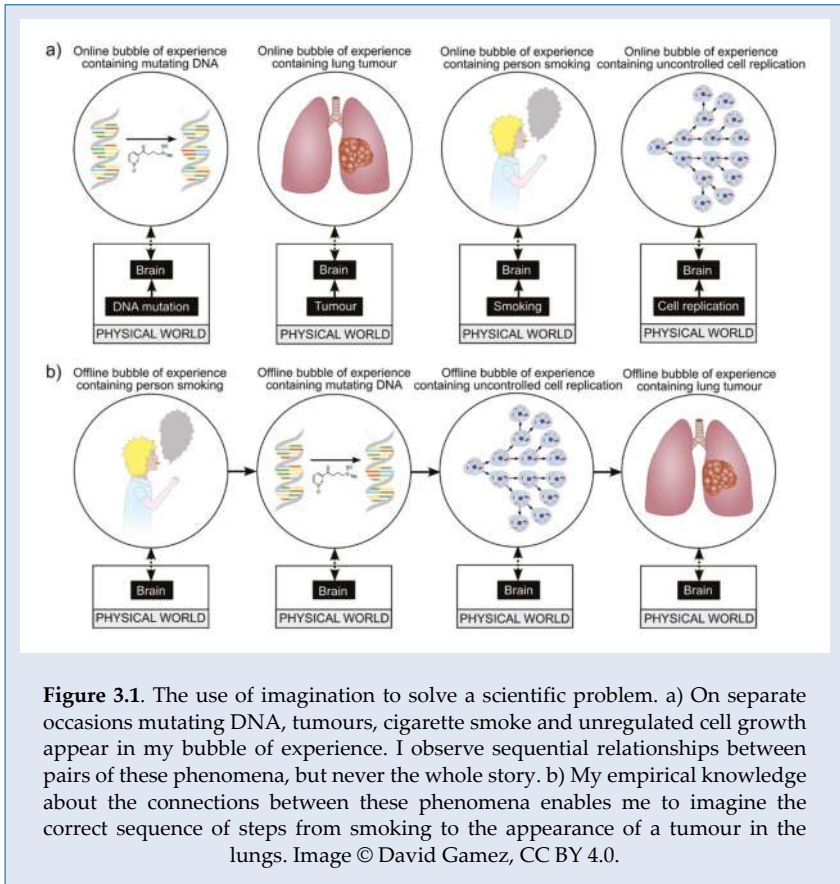 a) Online bubble of experience containing mutating DNA
Online bubble of experience containing lung tumour
Online bubble of experience containing person smoking
Online bubble of experience containing uncontrolled cell replication
Brain
Brain
Brain
Brain
DNA mutation
Tumour
Smoking
Cell replication
PHYSICAL WORLD
PHYSICAL WORLD
PHYSICAL WORLD
PHYSICAL WORLD
b) Offline bubble of experience containing person smoking
Offline bubble of experience containing mutating DNA
Offline bubble of experience containing uncontrolled cell replication
Offline bubble of experience containing lung tumour
Brain
Brain
Brain
Brain
PHYSICAL WORLD
PHYSICAL WORLD
PHYSICAL WORLD
PHYSICAL WORLD
Figure 3.1. The use of imagination to solve a scientific problem. a) On separate
occasions mutating DNA, tumours, cigarette smoke and unregulated cell growth
appear in my bubble of experience. I observe sequential relationships between
pairs of these phenomena, but never the whole story. b) My empirical knowledge
about the connections between these phenomena enables me to imagine the
correct sequence of steps from smoking to the appearance of a tumour in the
lungs. Image © David Gamez, CC BY 4.0.